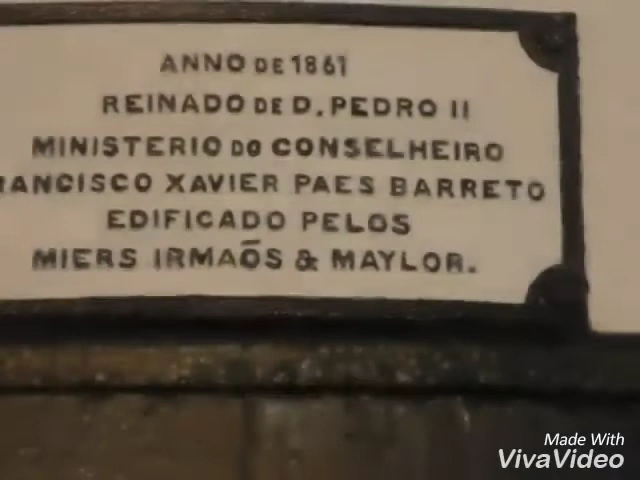 ANNO DE 1861
REINADO DE D. PEDRO II
MINISTERIO DO CONSELHEIRO
RANCISCO XAVIER PAES BARRETO
EDIFICADO PELOS
MIERS IRMAÕS & MAYLOR.
Made With
VivaVideo